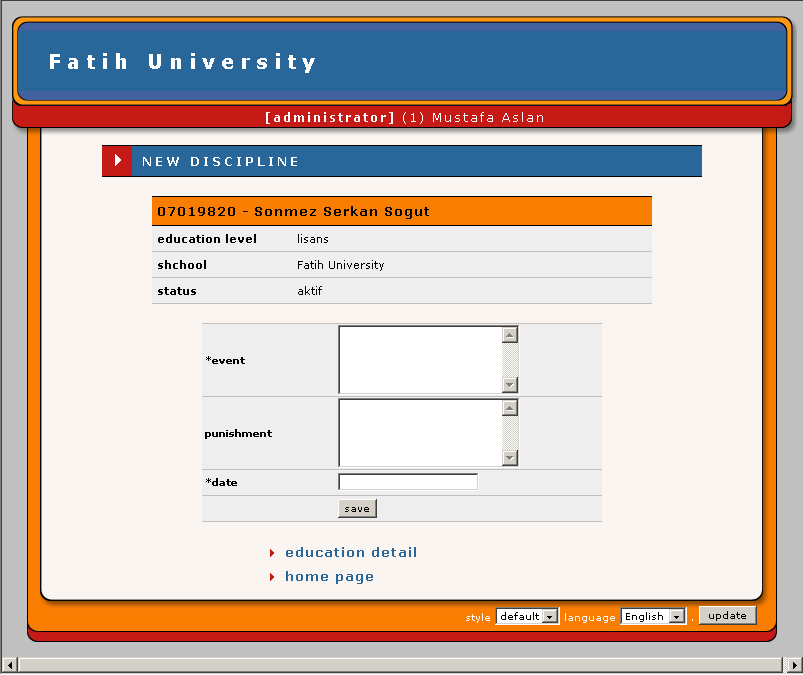 Fatih University
[administrator] (1) Mustafa Aslan
NEW DISCIPLINE
07019820 - Sonmez Serkan Sogut
education level lisans
shchool Fatih University
status aktif
*event
punishment
*date
save
education detail
home page
style default language English . update